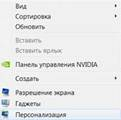 Вид
Сортировка
Обновить
Вставить
Вставить ярлык
Панель управления NVIDIA
Создать
Разрешение экрана
Гаджеты
Персонализация